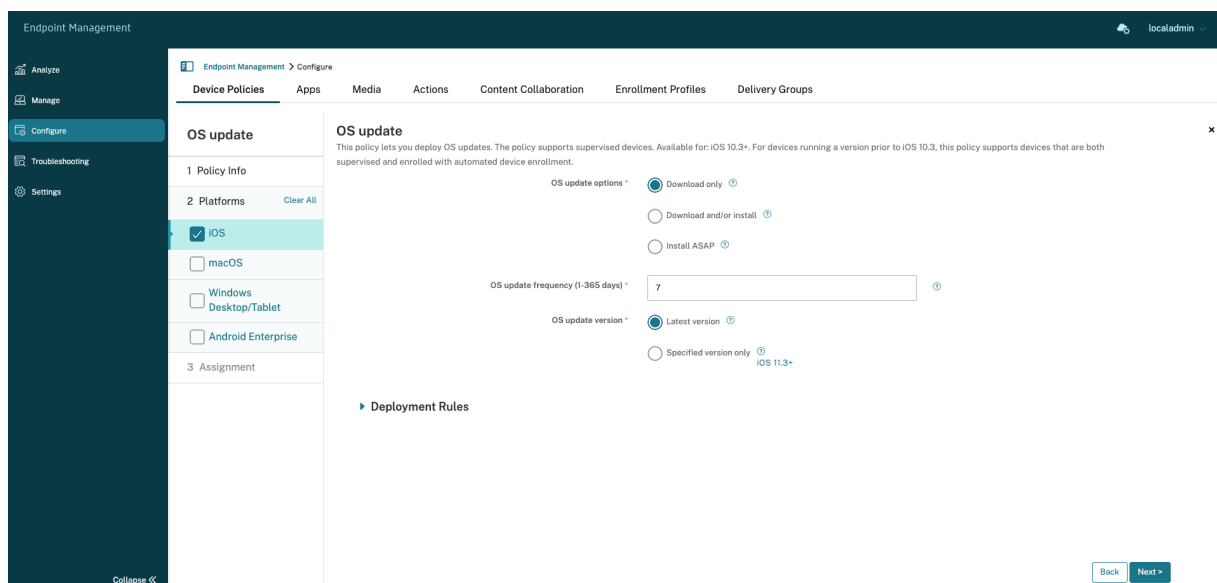 Endpoint Management
localadmin
Analyze
Manage
Configure
Troubleshooting
Settings
Collapse
Endpoint Management > Configure
Device Policies Apps Media Actions Content Collaboration Enrollment Profiles Delivery Groups
OS update
1 Policy Info
2 Platforms Clear All
iOS
macOS
Windows
Desktop/Tablet
Android Enterprise
3 Assignment
OS update
This policy lets you deploy OS updates. The policy supports supervised devices. Available for: iOS 10.3+. For devices running a version prior to iOS 10.3, this policy supports devices that are both
supervised and enrolled with automated device enrollment.
OS update options * Download only
Download and/or install
Install ASAP
OS update frequency (1-365 days) * 7
OS update version * Latest version
Specified version only
iOS 11.3+
Deployment Rules
Back Next >